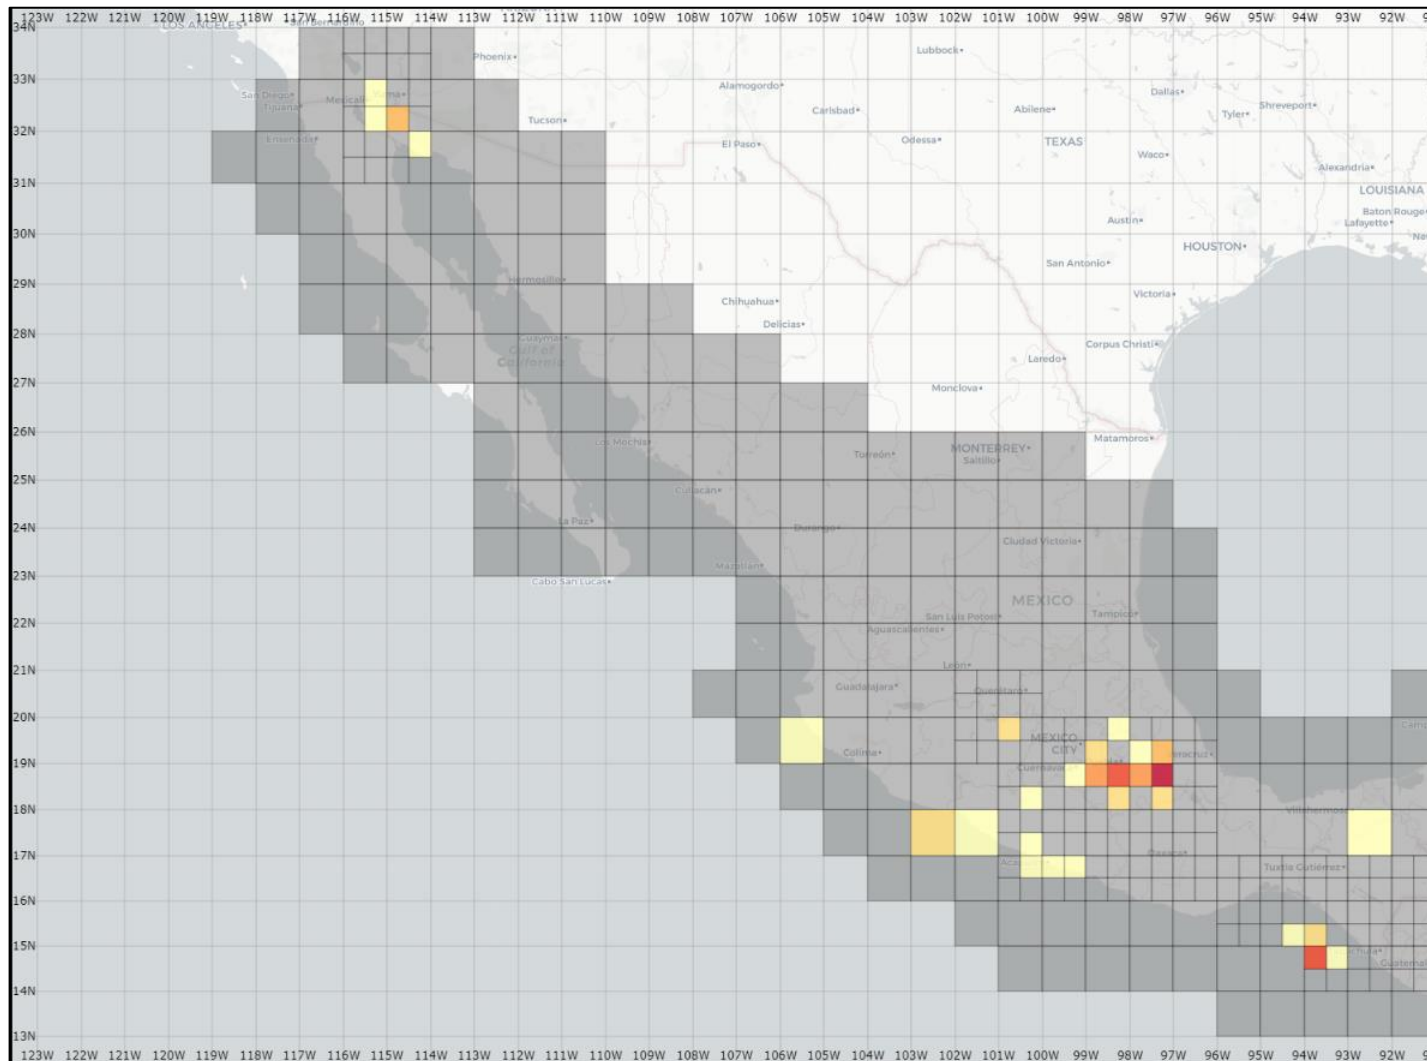 123W 122W 121W 120W 119W 118W 117W 116W 115W 114W 113W 112W 111W 110W 109W 108W 107W 106W 105W 104W 103W 102W 101W 100W 99W 98W 97W 96W 95W 94W 93W 92W
34N
LOS ANGELES
Lubbock
Phoenix
33N
Alamogordo
Dallas
San Diego
Mexicali
Yuma
Tijuana
Carlsbad
Abilene
Tyler
Shreveport
32N
Tucson
Ensenada
El Paso
Odessa
TEXAS
Waco
Alexandria
31N
LOUISIANA
Baton Rouge
Austin
Lafayette
30N
HOUSTON
San Antonio
29N
Hermosillo
Chihuahua
Victoria
28N
Delicias
Guaymas
Gulf of
California
Corpus Christi
Laredo
27N
Monclova
26N
Los Mochis
Matamoros
MONTERREY
Torreón
Saltillo
25N
Culiacán
24N
La Paz
Durango
Ciudad Victoria
23N
Mazatlán
Cabo San Lucas
MEXICO
22N
San Luis Potosí
Tampico
Aguascalientes
21N
León
Guadalajara
Querétaro
20N
MEXICO
CITY
Colima
19N
18N
Villahermosa
17N
Oaxaca
Tuxtla Gutiérrez
16N
15N
14N
13N
123W 122W 121W 120W 119W 118W 117W 116W 115W 114W 113W 112W 111W 110W 109W 108W 107W 106W 105W 104W 103W 102W 101W 100W 99W 98W 97W 96W 95W 94W 93W 92W